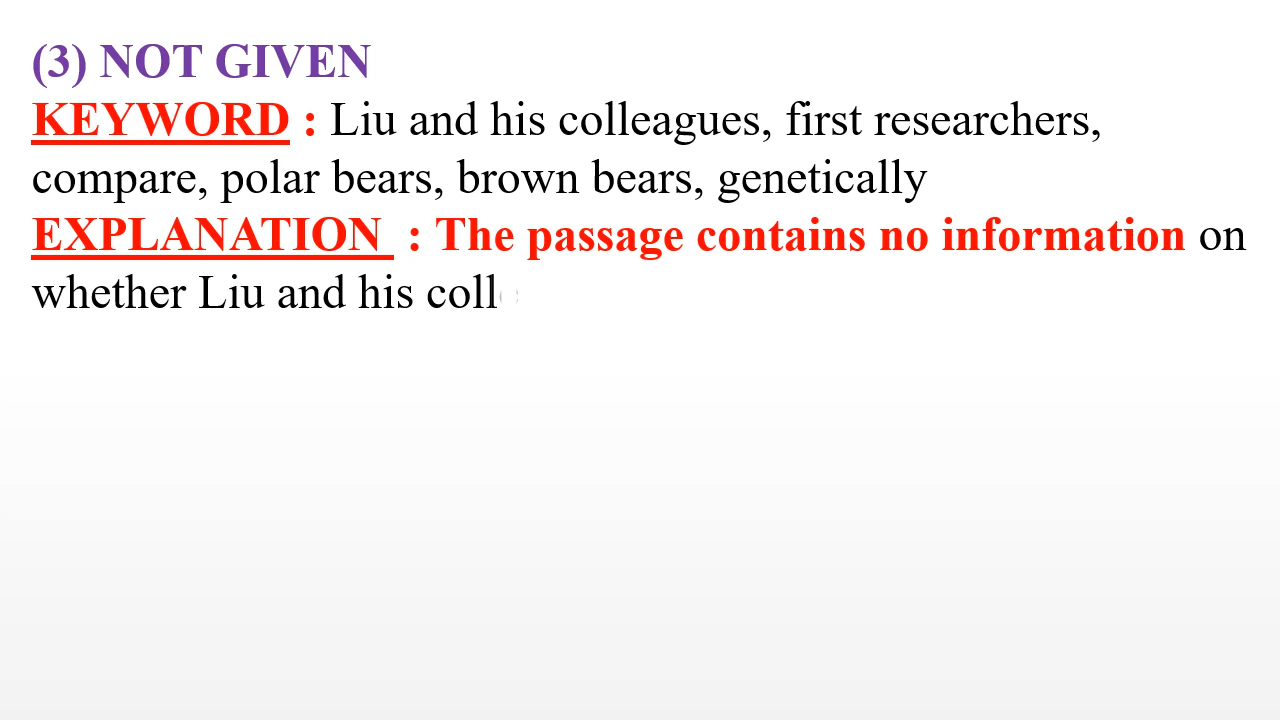 (3) NOT GIVEN
KEYWORD : Liu and his colleagues, first researchers,
compare, polar bears, brown bears, genetically
EXPLANATION : The passage contains no information on
whether Liu and his coll